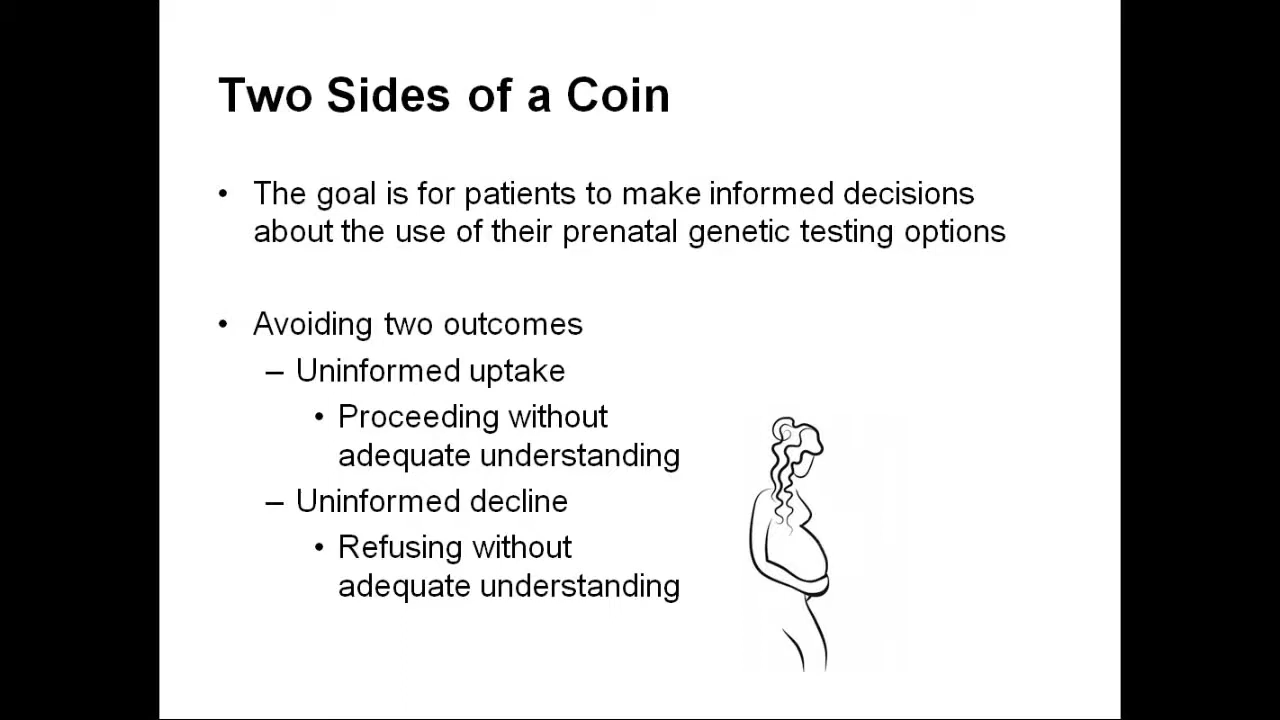 Two Sides of a Coin
• The goal is for patients to make informed decisions
about the use of their prenatal genetic testing options
• Avoiding two outcomes
– Uninformed uptake
• Proceeding without
adequate understanding
– Uninformed decline
• Refusing without
adequate understanding